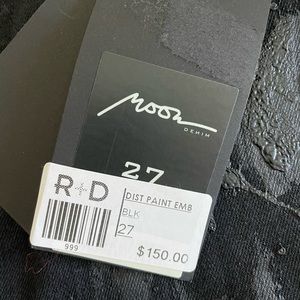 Moon
DENIM
27
R+D
DIST PAINT EMB
BLK
27
999
$150.00